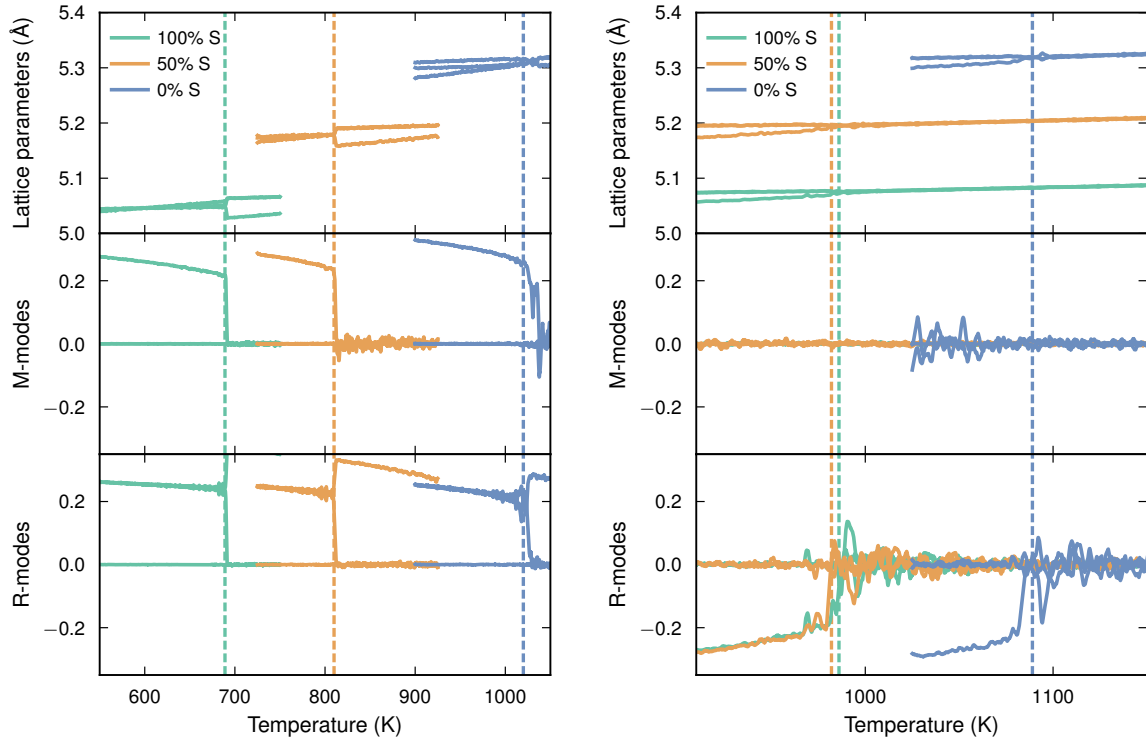 5.4
5.3
5.2
5.1
5.0
Lattice parameters (Å)
100% S
50% S
0% S
0.2
0.0
−0.2
M-modes
0.2
0.0
−0.2
R-modes
600 700 800 900 1000
Temperature (K)
5.4
5.3
5.2
5.1
5.0
Lattice parameters (Å)
100% S
50% S
0% S
0.2
0.0
−0.2
M-modes
0.2
0.0
−0.2
R-modes
1000 1100
Temperature (K)